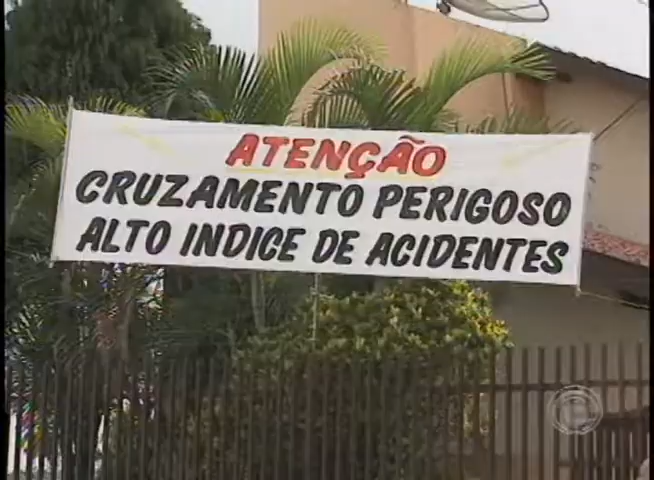 ATENÇÃO
CRUZAMENTO PERIGOSO
ALTO INDICE DE ACIDENTES